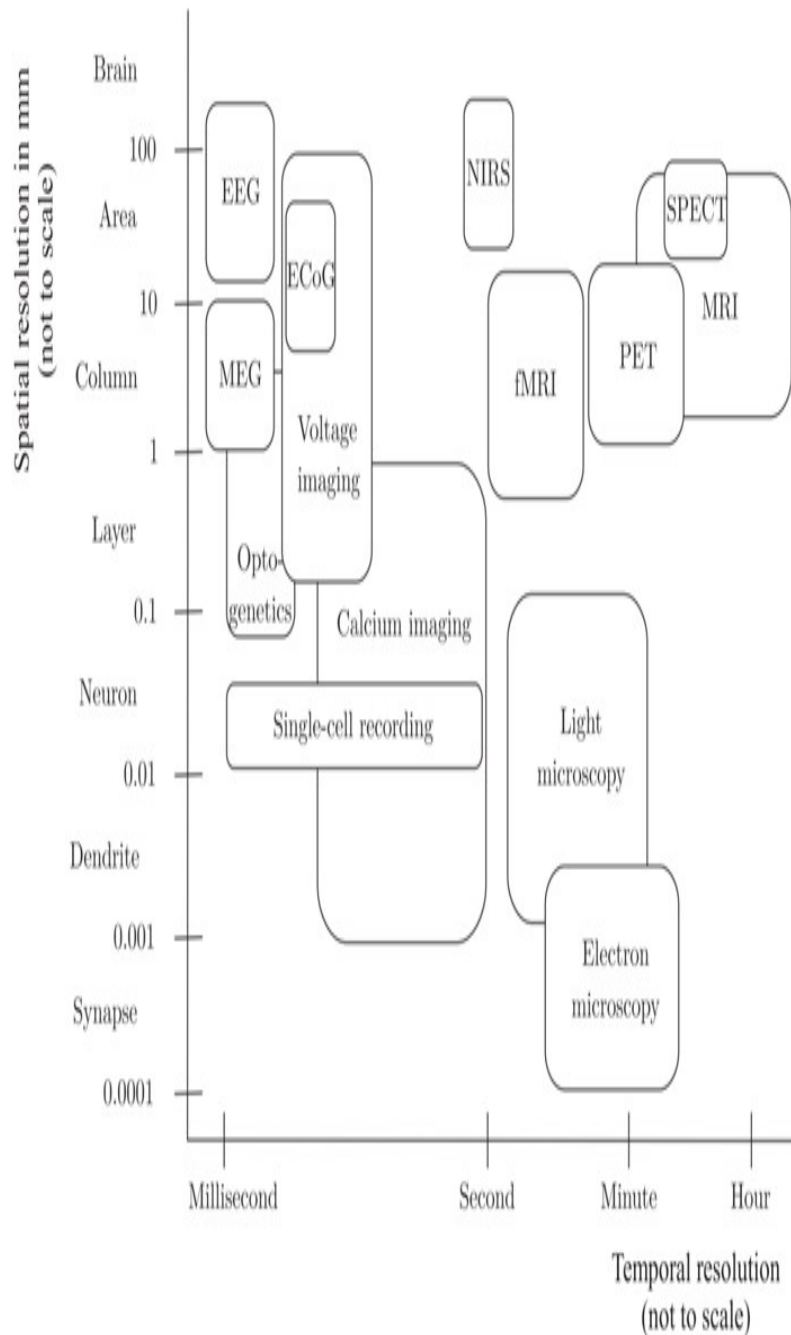 Spatial resolution in mm
(not to scale)
Brain
100
Area
10
Column
1
Layer
0.1
Neuron
0.01
Dendrite
0.001
Synapse
0.0001
EEG
NIRS
SPECT
ECoG
MRI
MEG
fMRI
PET
Voltage
imaging
Opto-
genetics
Calcium imaging
Single-cell recording
Light
microscopy
Electron
microscopy
Millisecond
Second
Minute
Hour
Temporal resolution
(not to scale)